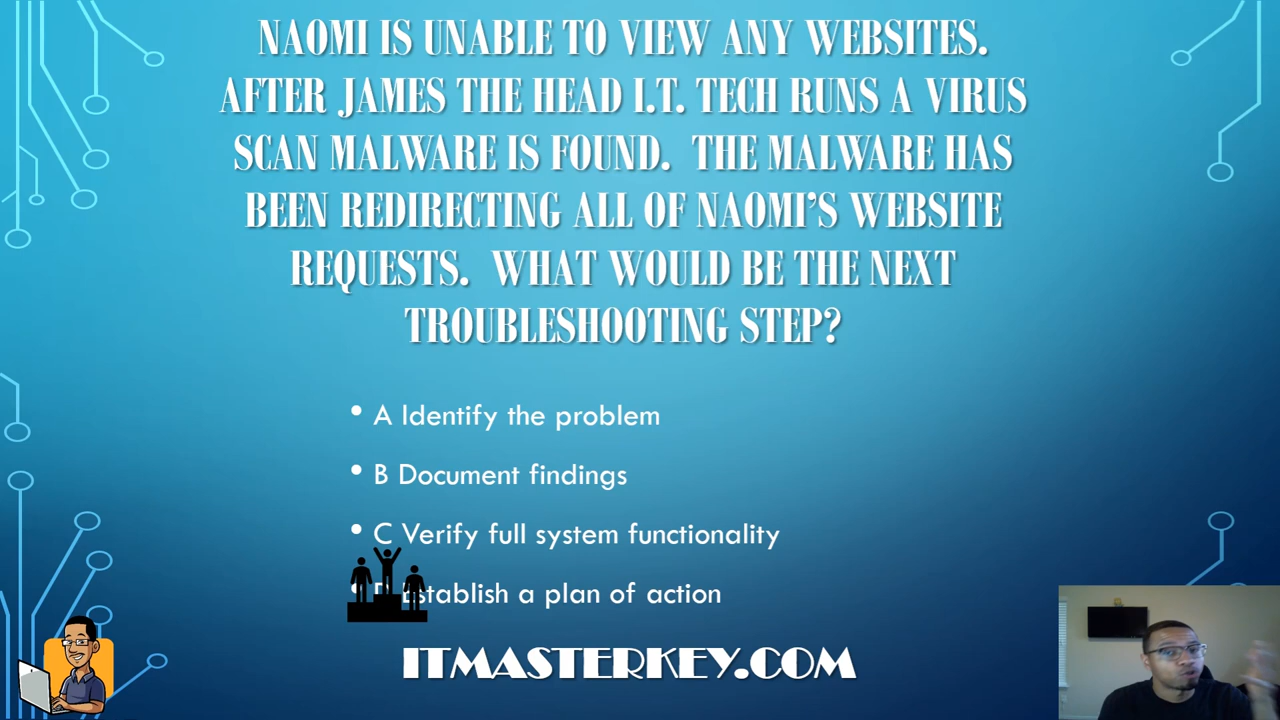 NAOMI IS UNABLE TO VIEW ANY WEBSITES.
AFTER JAMES THE HEAD I.T. TECH RUNS A VIRUS
SCAN MALWARE IS FOUND. THE MALWARE HAS
BEEN REDIRECTING ALL OF NAOMI'S WEBSITE
REQUESTS. WHAT WOULD BE THE NEXT
TROUBLESHOOTING STEP?
• A Identify the problem
• B Document findings
• C Verify full system functionality
• D Establish a plan of action
ITMASTERKEY.COM